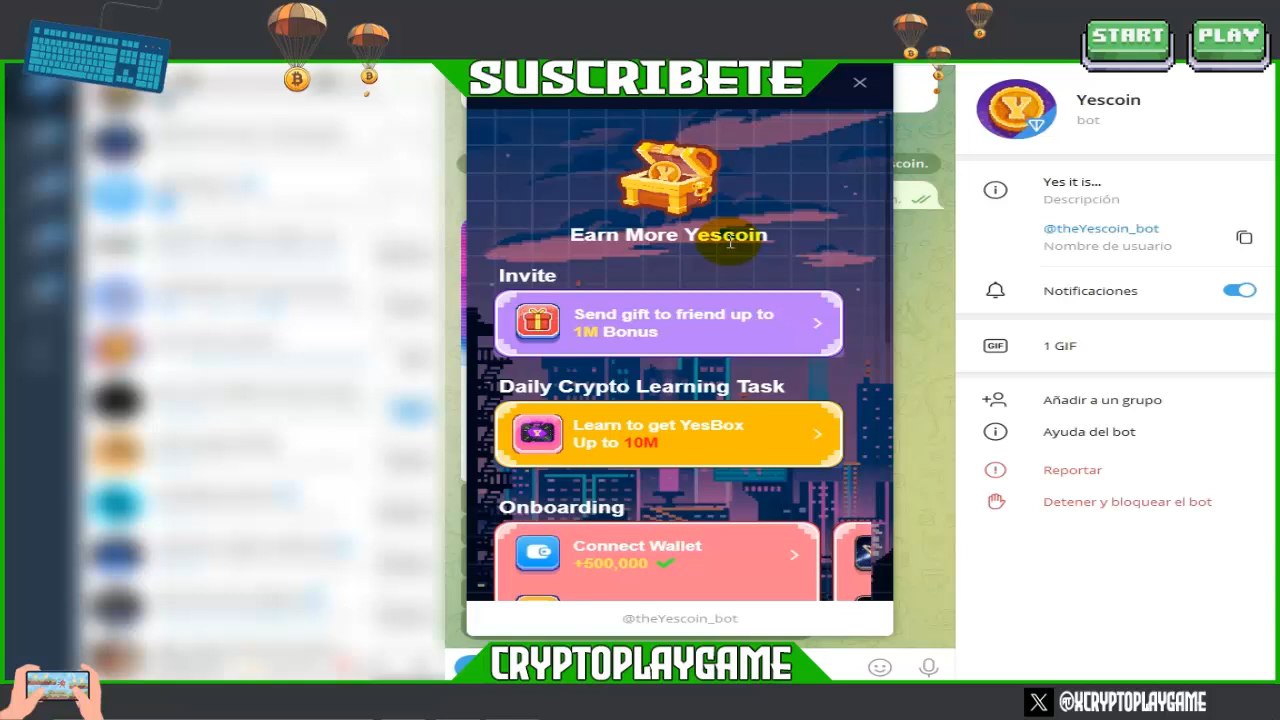 START
PLAY
SUSCRIBETE
Yescoin
bot
scoin.
Yes it is...
Descripción
@theYescoin_bot
Nombre de usuario
Notificaciones
GIF
1 GIF
Añadir a un grupo
Ayuda del bot
Reportar
Detener y bloquear el bot
Earn More Yescoin
Invite
Send gift to friend up to
1M Bonus
Daily Crypto Learning Task
Learn to get YesBox
Up to 10M
Onboarding
Connect Wallet
+500,000
@theYescoin_bot
CRYPTOPLAYGAME
@XCRYPTOPLAYGAME